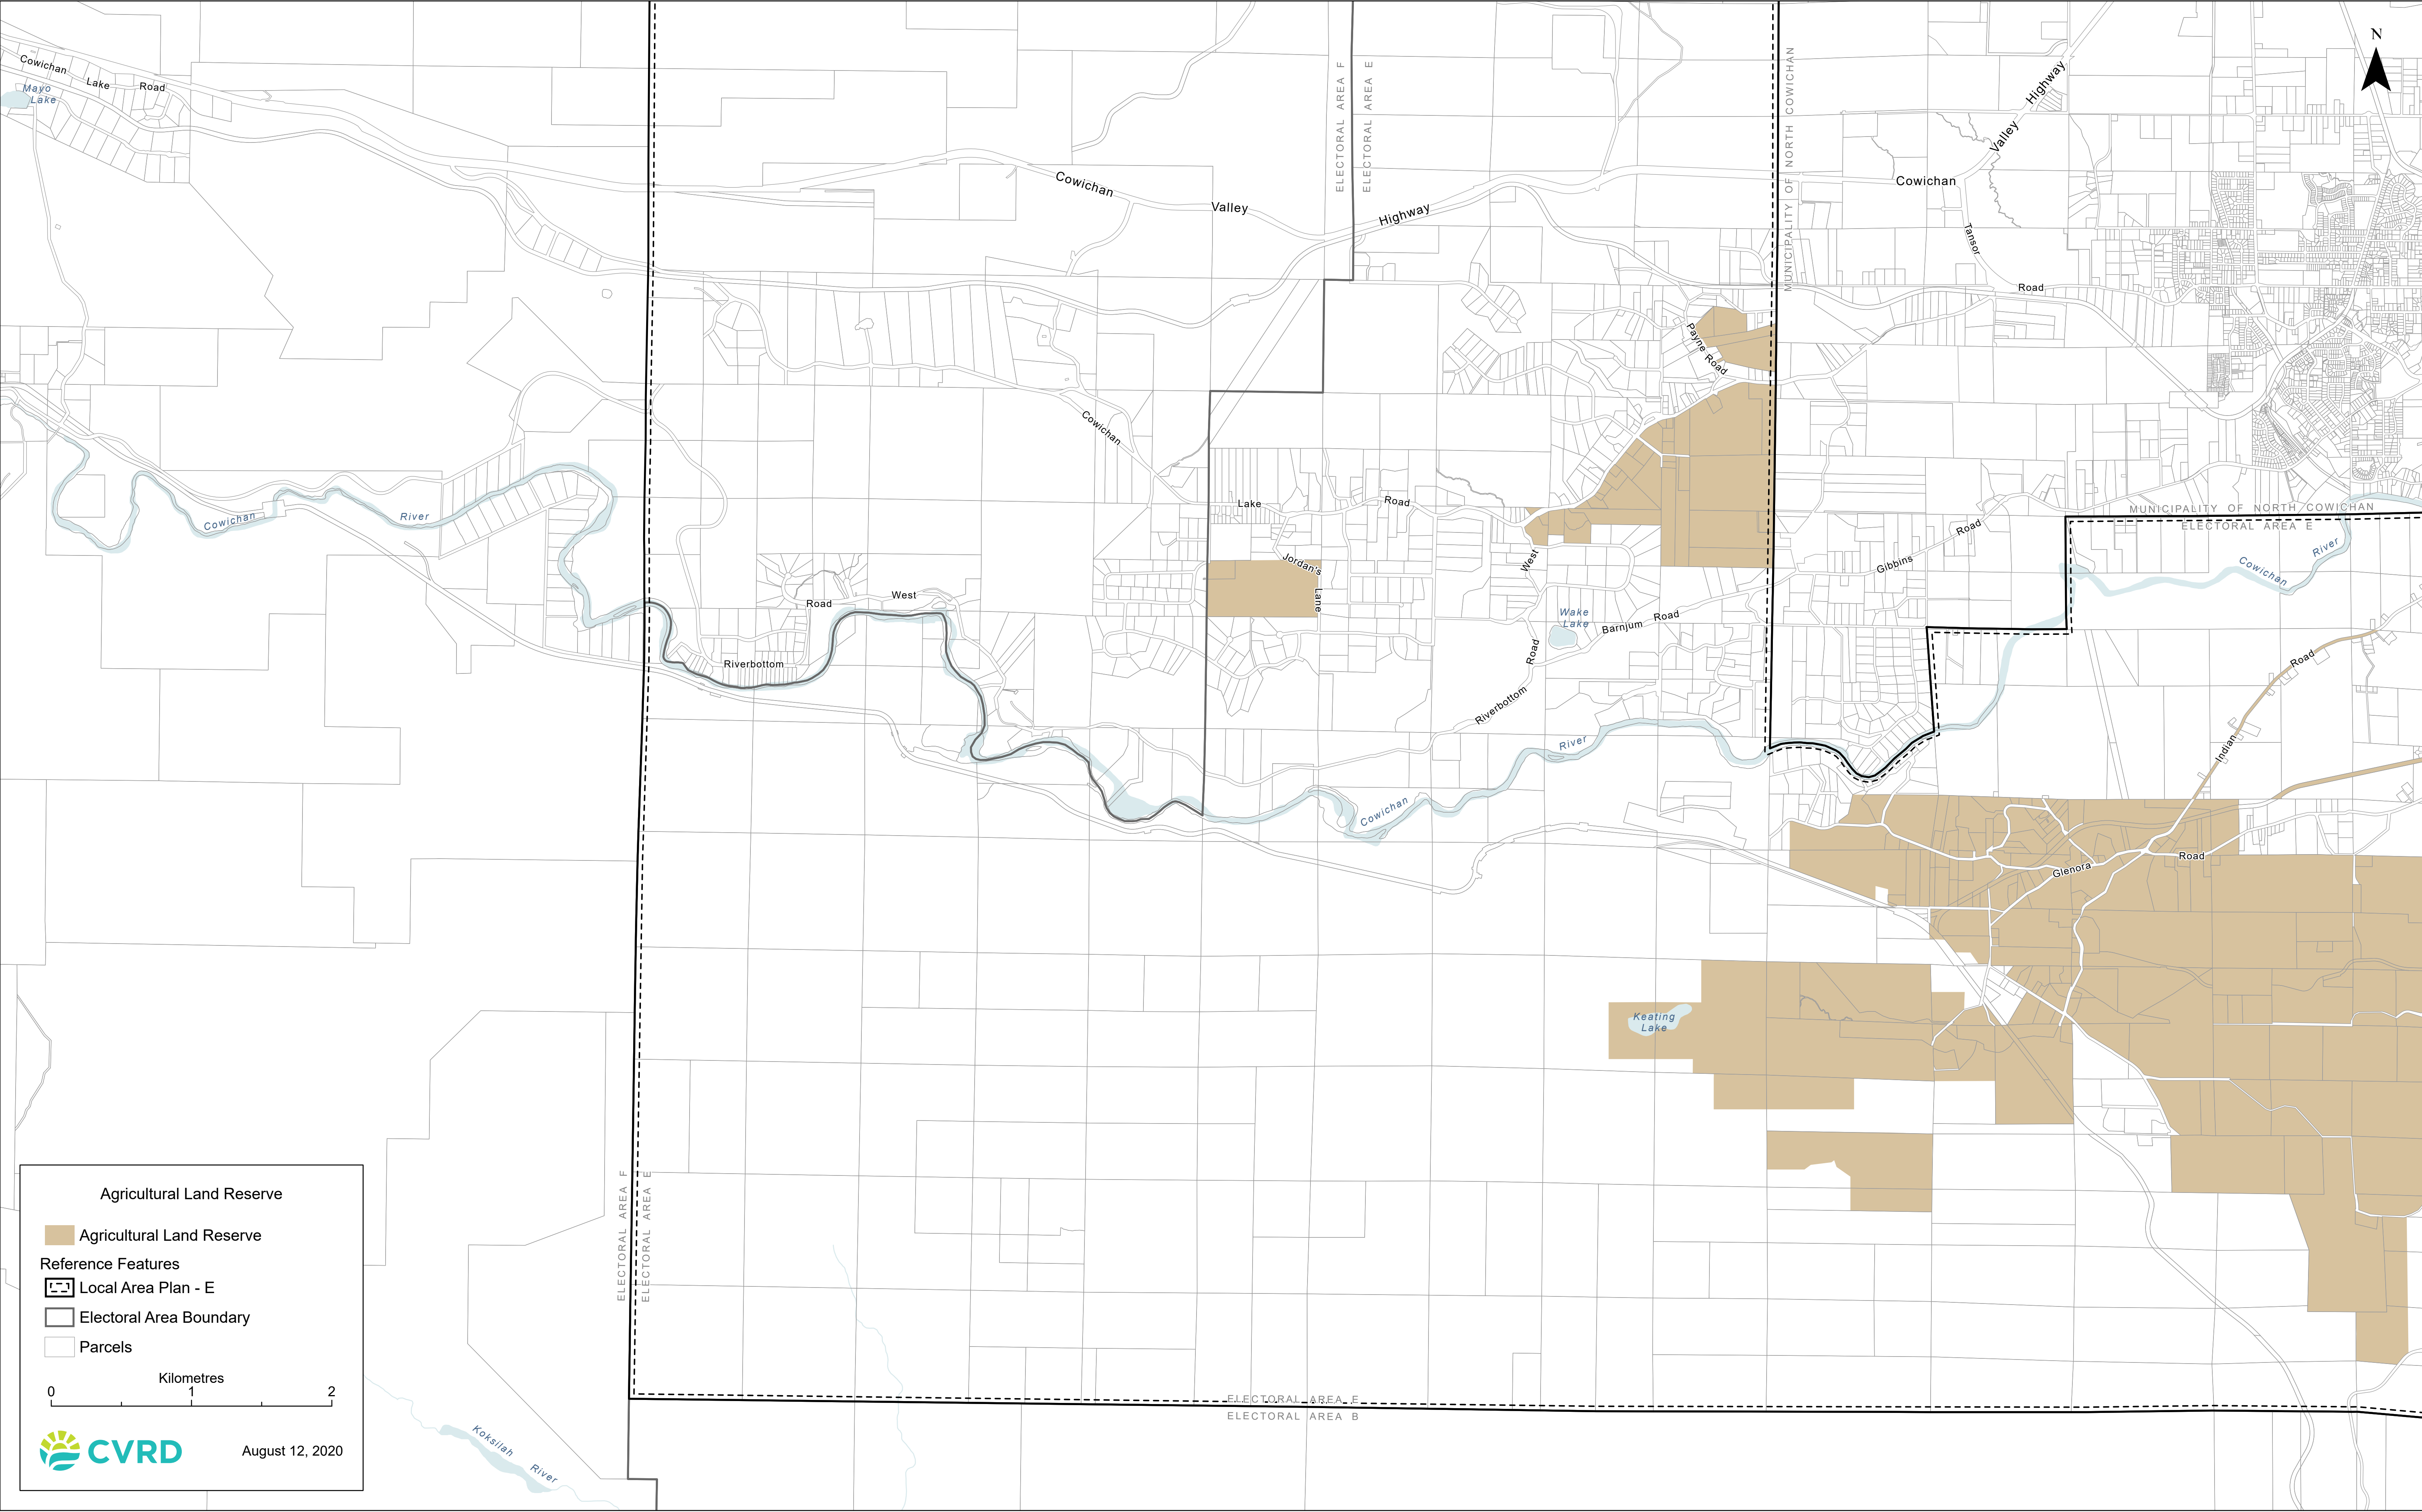 N
Cowichan Lake Road
Mayo
Lake
ELECTORAL AREA F
ELECTORAL AREA E
MUNICIPALITY OF NORTH COWICHAN
Cowichan Valley Highway
Cowichan Valley Highway
Tansor
Road
Payne Road
Cowichan
Lake
Road
Jordan's
Lane
West
Road
Riverbottom
Wake
Lake
Barnjum Road
Gibbins Road
MUNICIPALITY OF NORTH COWICHAN
ELECTORAL AREA E
Cowichan River
Cowichan River
Road West
Riverbottom
Cowichan River
Indian Road
Glenora Road
Keating
Lake
ELECTORAL AREA F
ELECTORAL AREA E
ELECTORAL AREA E
ELECTORAL AREA B
Koksilah River
Agricultural Land Reserve
Agricultural Land Reserve
Reference Features
Local Area Plan - E
Electoral Area Boundary
Parcels
Kilometres
0 1 2
CVRD
August 12, 2020